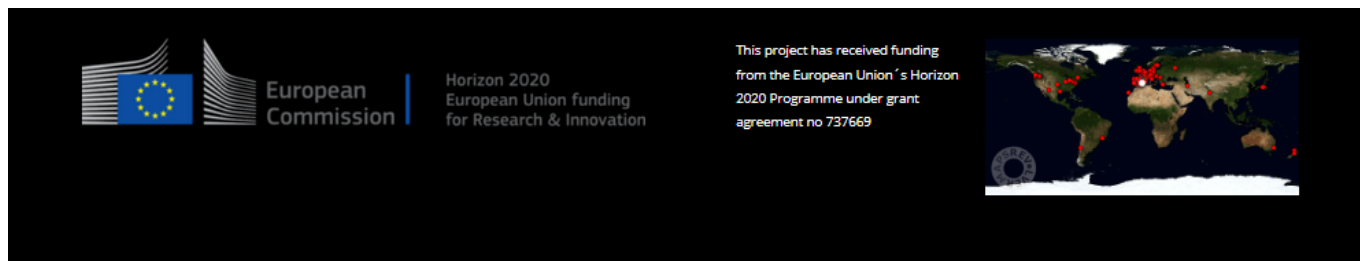 European
Commission
Horizon 2020
European Union funding
for Research & Innovation
This project has received funding
from the European Union´s Horizon
2020 Programme under grant
agreement no 737669